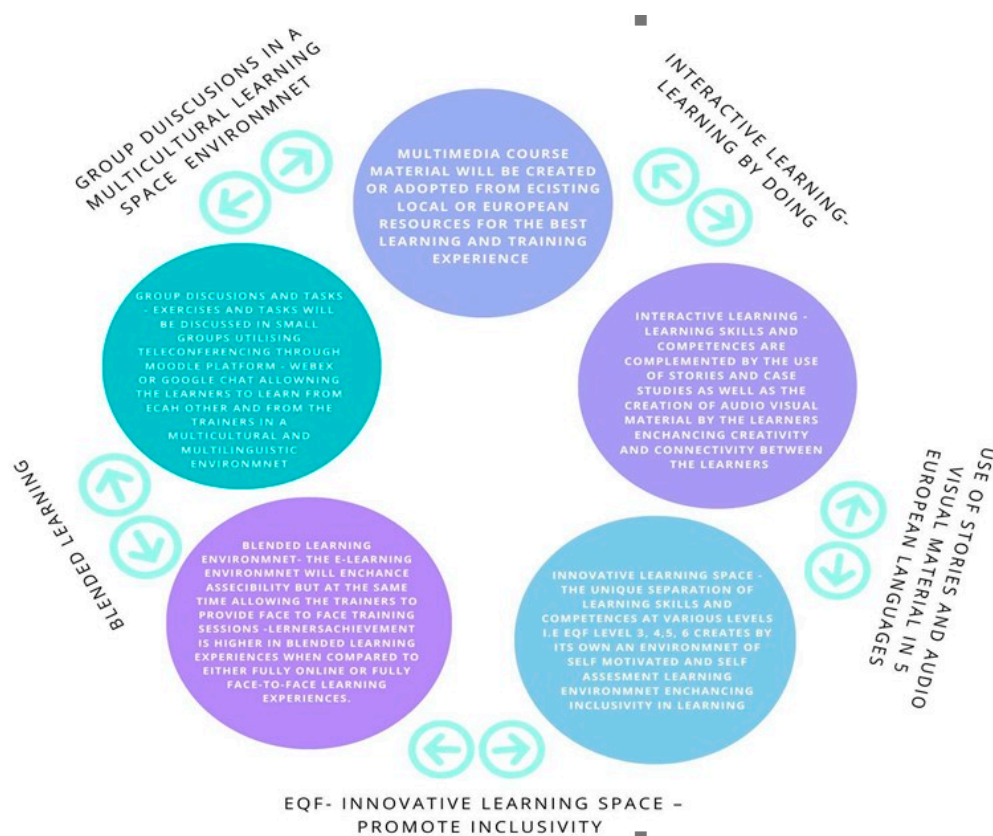 GROUP DUISCUSIONS IN A
MULTICULTURAL LEARNING
SPACE ENVIRONMNET
INTERACTIVE LEARNING-
LEARNING BY DOING
MULTIMEDIA COURSE
MATERIAL WILL BE CREATED
OR ADOPTED FROM ECISTING
LOCAL OR EUROPEAN
RESOURCES FOR THE BEST
LEARNING AND TRAINING
EXPERIENCE
GROUP DISCUSIONS AND TASKS
- EXERCISES AND TASKS WILL
BE DISCUSSED IN SMALL
GROUPS UTILISING
TELECONFERENCING THROUGH
MOODLE PLATFORM - WEBEX
OR GOOGLE CHAT ALLOWNING
THE LEARNERS TO LEARN FROM
ECAH OTHER AND FROM THE
TRAINERS IN A
MULTICULTURAL AND
MULTILINGUISTIC
ENVIRONMNET
INTERACTIVE LEARNING -
LEARNING SKILLS AND
COMPETENCES ARE
COMPLEMENTED BY THE USE
OF STORIES AND CASE
STUDIES AS WELL AS THE
CREATION OF AUDIO VISUAL
MATERIAL BY THE LEARNERS
ENCHANCING CREATIVITY
AND CONNECTIVITY BETWEEN
THE LEARNERS
USE OF STORIES AND AUDIO
VISUAL MATERIAL IN 5
EUROPEAN LANGUAGES
BLENDED LEARNING
BLENDED LEARNING
ENVIRONMNET- THE E-LEARNING
ENVIRONMNET WILL ENCHANCE
ASSECIBILITY BUT AT THE SAME
TIME ALLOWING THE TRAINERS TO
PROVIDE FACE TO FACE TRAINING
SESSIONS -LERNERSACHIEVEMENT
IS HIGHER IN BLENDED LEARNING
EXPERIENCES WHEN COMPARED TO
EITHER FULLY ONLINE OR FULLY
FACE-TO-FACE LEARNING
EXPERIENCES.
INNOVATIVE LEARNING SPACE -
THE UNIQUE SEPARATION OF
LEARNING SKILLS AND
COMPETENCES AT VARIOUS LEVELS
I.E EQF LEVEL 3, 4,5, 6 CREATES BY
ITS OWN AN ENVIRONMNET OF
SELF MOTIVATED AND SELF
ASSESMENT LEARNING
ENVIRONMNET ENCHANCING
INCLUSIVITY IN LEARNING
EQF- INNOVATIVE LEARNING SPACE –
PROMOTE INCLUSIVITY